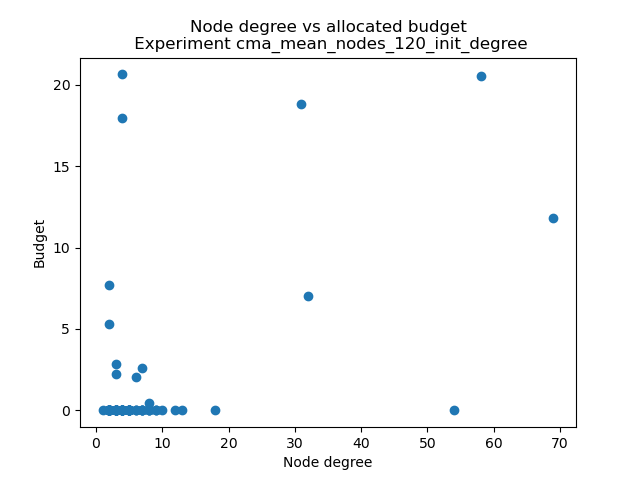 Node degree vs allocated budget
Experiment cma_mean_nodes_120_init_degree
20
15
10
5
0
Budget
0 10 20 30 40 50 60 70
Node degree